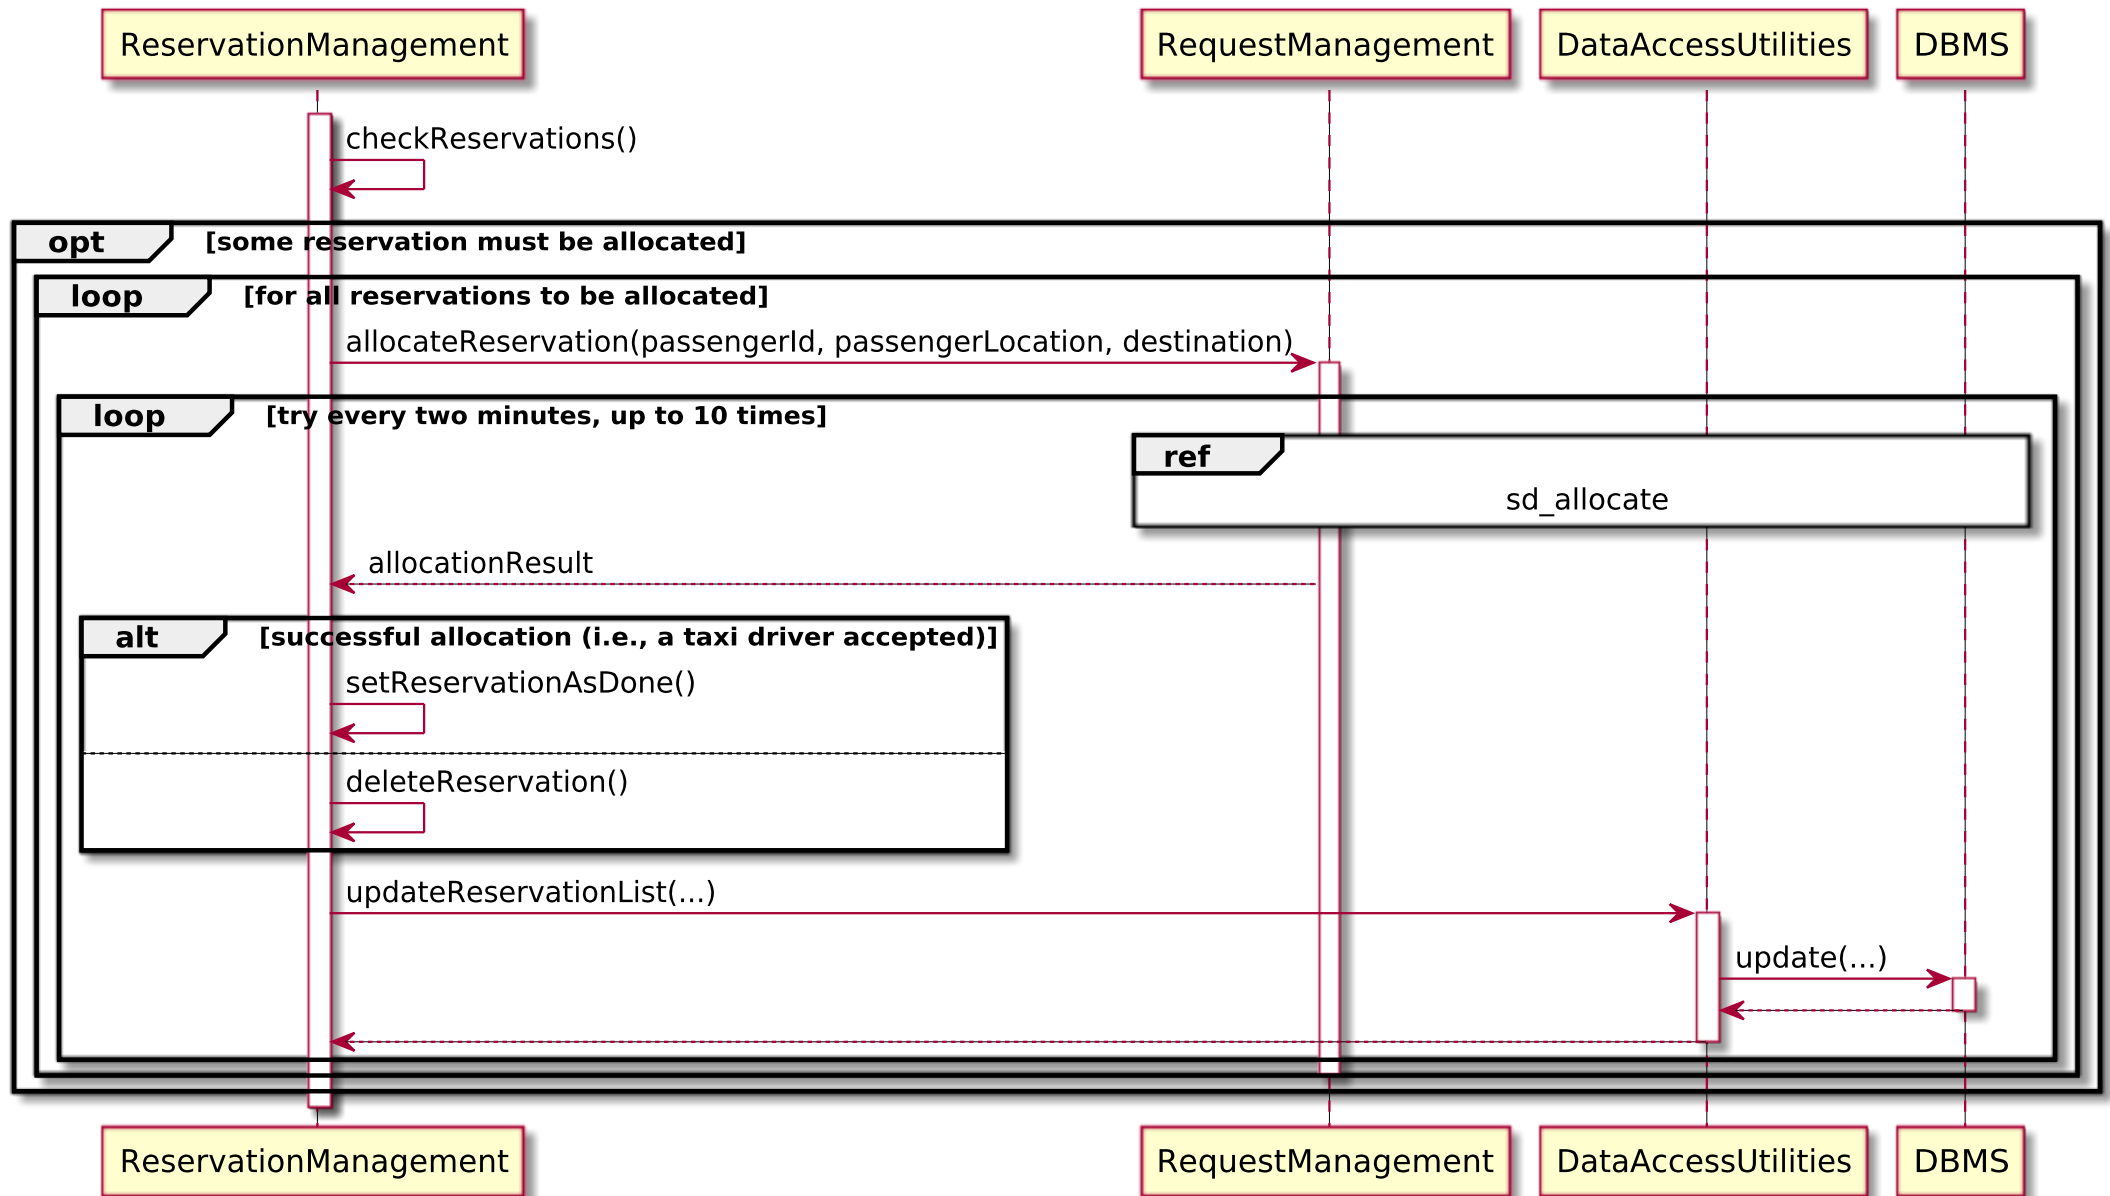 ReservationManagement
RequestManagement
DataAccessUtilities
DBMS
checkReservations()
opt [some reservation must be allocated]
loop [for all reservations to be allocated]
allocateReservation(passengerId, passengerLocation, destination)
loop [try every two minutes, up to 10 times]
ref
sd_allocate
allocationResult
alt [successful allocation (i.e., a taxi driver accepted)]
setReservationAsDone()
deleteReservation()
updateReservationList(...)
update(...)
ReservationManagement
RequestManagement
DataAccessUtilities
DBMS